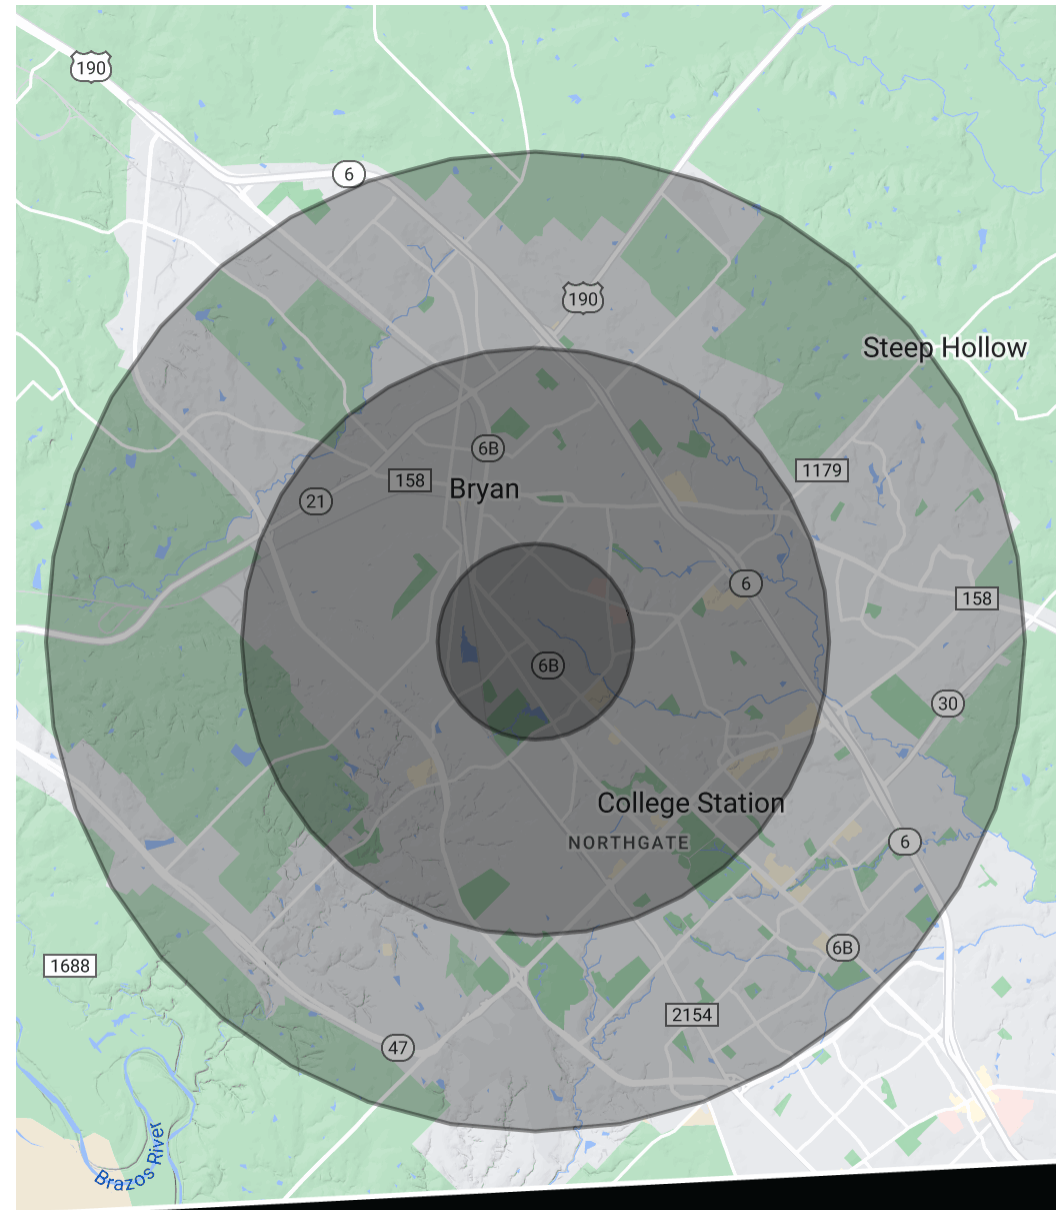 190
6
190
Steep Hollow
6B
1179
158
Bryan
21
6
158
6B
30
College Station
NORTHGATE
6
6B
1688
2154
47
Brazos River